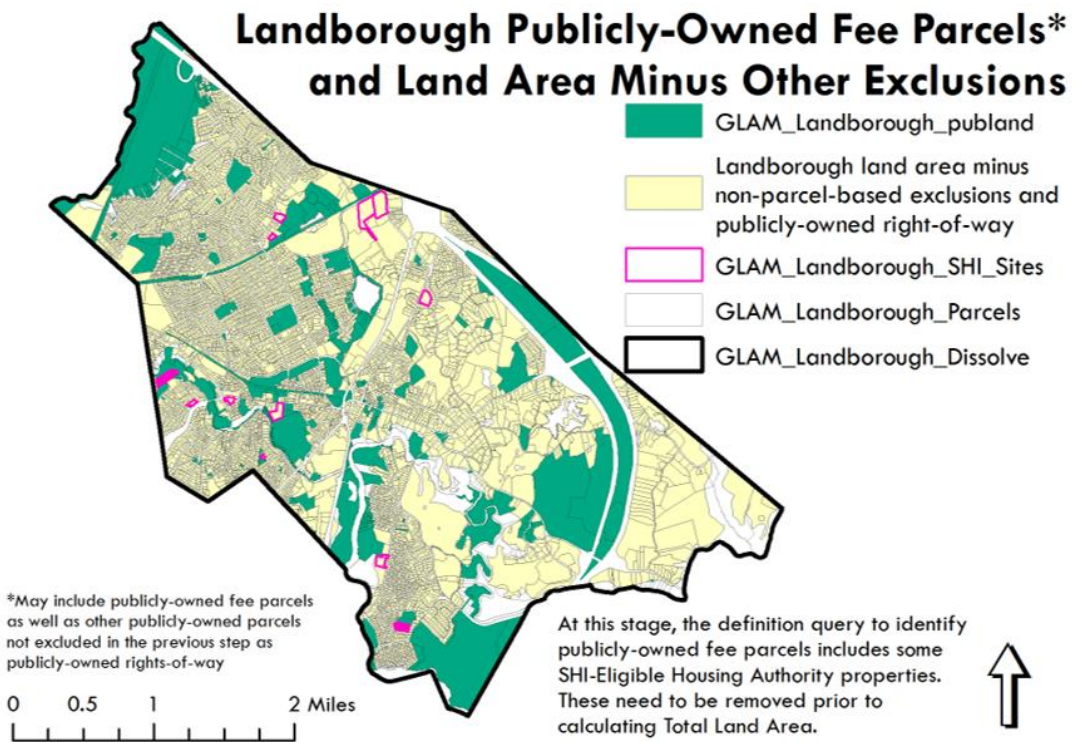 Landborough Publicly-Owned Fee Parcels*
and Land Area Minus Other Exclusions
GLAM_Landborough_publand
Landborough land area minus
non-parcel-based exclusions and
publicly-owned right-of-way
GLAM_Landborough_SHI_Sites
GLAM_Landborough_Parcels
GLAM_Landborough_Dissolve
*May include publicly-owned fee parcels
as well as other publicly-owned parcels
not excluded in the previous step as
publicly-owned rights-of-way
0 0.5 1 2 Miles
At this stage, the definition query to identify
publicly-owned fee parcels includes some
SHI-Eligible Housing Authority properties.
These need to be removed prior to
calculating Total Land Area.